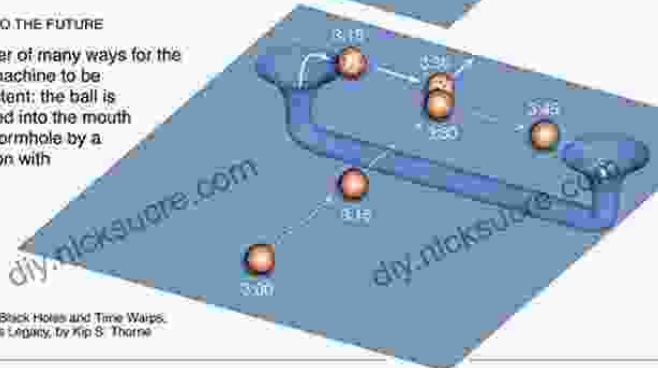 O THE FUTURE
er of many ways for the
achine to be
tent: the ball is
ed into the mouth
ormhole by a
on with
Black Holes and Time Warps,
s Legacy, by Kip S. Thorne
3:15
3:30
3:30
3:45
3:15
3:00
diy.nicksucre.com
diy.nicksucre.com